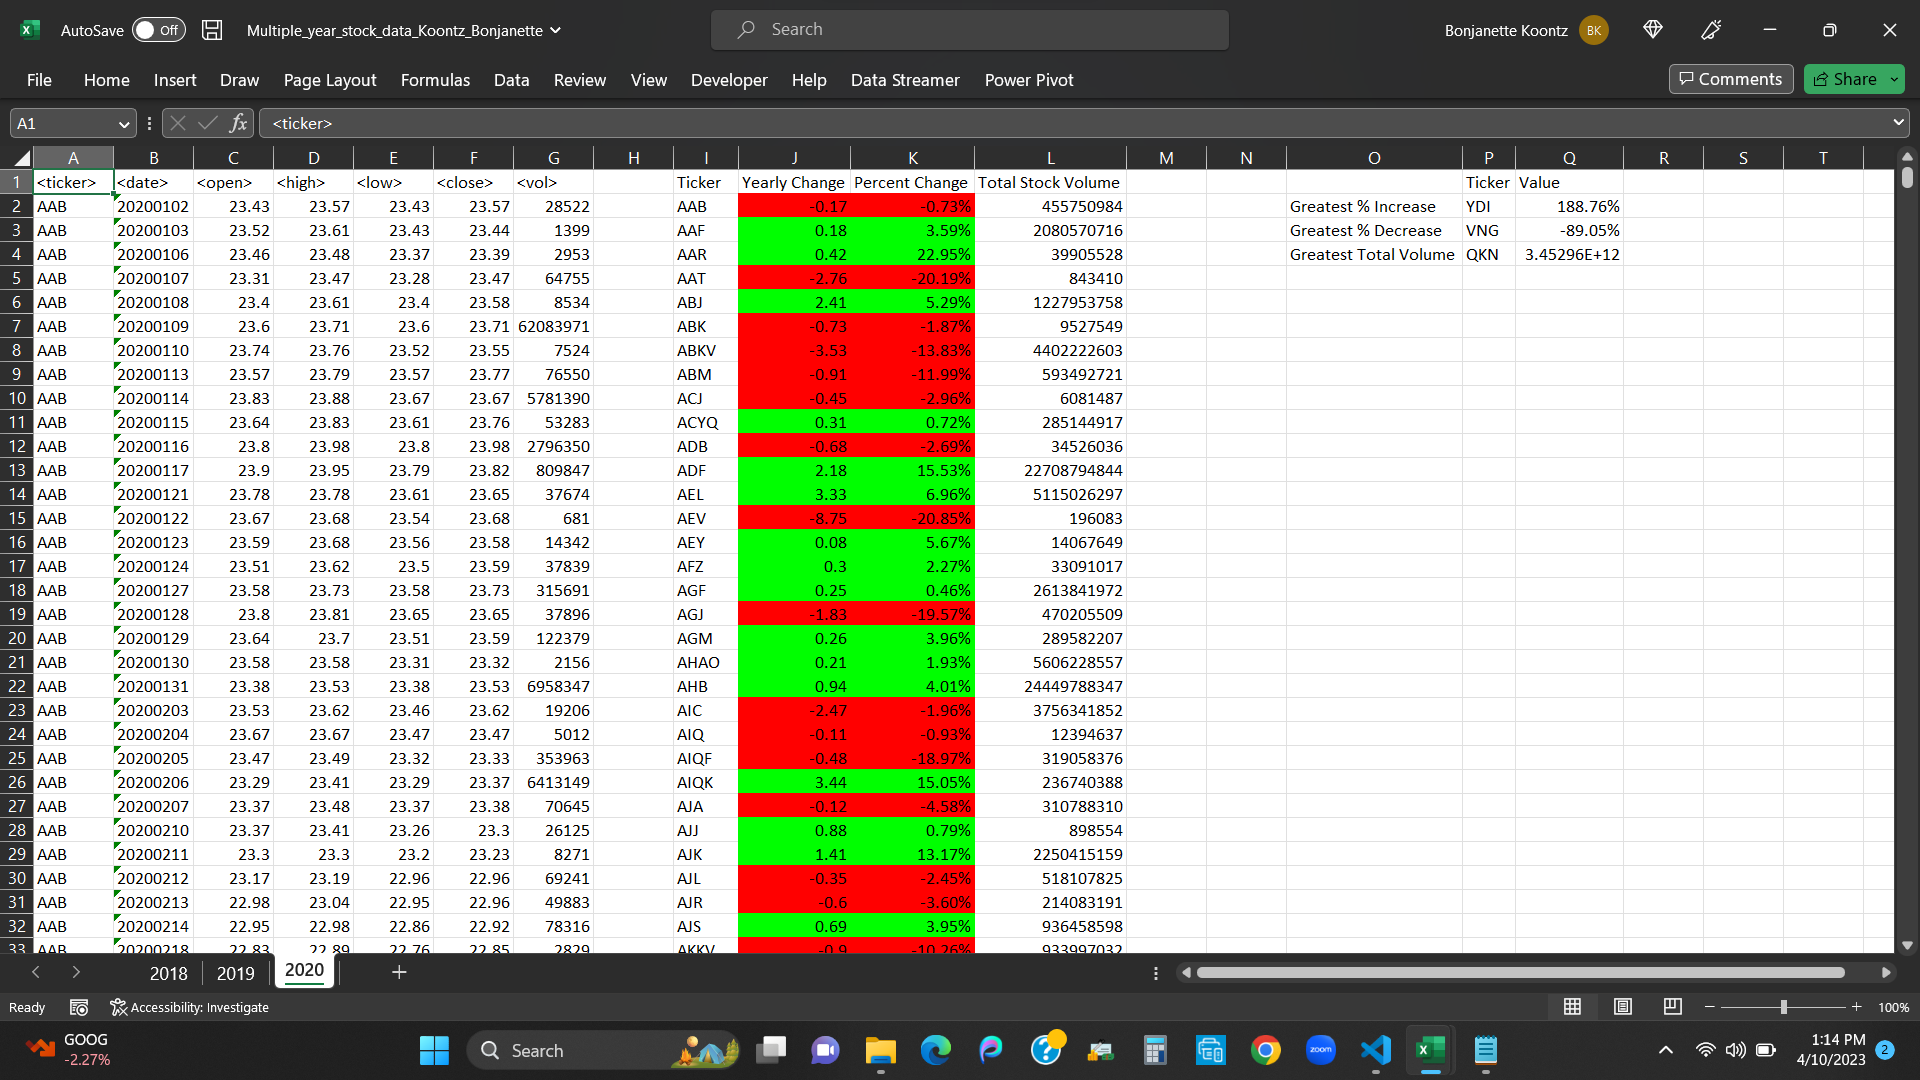 AutoSave Off Multiple_year_stock_data_Koontz_Bonjanette Search Bonjanette Koontz BK
File Home Insert Draw Page Layout Formulas Data Review View Developer Help Data Streamer Power Pivot Comments Share
A1 fx <ticker>
A B C D E F G H I J K L M N O P Q R S T
1 <ticker> <date> <open> <high> <low> <close> <vol> Ticker Yearly Change Percent Change Total Stock Volume Ticker Value
2 AAB 20200102 23.43 23.57 23.43 23.57 28522 AAB -0.17 -0.73% 455750984 Greatest % Increase YDI 188.76%
3 AAB 20200103 23.52 23.61 23.43 23.44 1399 AAF 0.18 3.59% 2080570716 Greatest % Decrease VNG -89.05%
4 AAB 20200106 23.46 23.48 23.37 23.39 2953 AAR 0.42 22.95% 39905528 Greatest Total Volume QKN 3.45296E+12
5 AAB 20200107 23.31 23.47 23.28 23.47 64755 AAT -2.76 -20.19% 843410
6 AAB 20200108 23.4 23.61 23.4 23.58 8534 ABJ 2.41 5.29% 1227953758
7 AAB 20200109 23.6 23.71 23.6 23.71 62083971 ABK -0.73 -1.87% 9527549
8 AAB 20200110 23.74 23.76 23.52 23.55 7524 ABKV -3.53 -13.83% 4402222603
9 AAB 20200113 23.57 23.79 23.57 23.77 76550 ABM -0.91 -11.99% 593492721
10 AAB 20200114 23.83 23.88 23.67 23.67 5781390 ACJ -0.45 -2.96% 6081487
11 AAB 20200115 23.64 23.83 23.61 23.76 53283 ACYQ 0.31 0.72% 285144917
12 AAB 20200116 23.8 23.98 23.8 23.98 2796350 ADB -0.68 -2.69% 34526036
13 AAB 20200117 23.9 23.95 23.79 23.82 809847 ADF 2.18 15.53% 22708794844
14 AAB 20200121 23.78 23.78 23.61 23.65 37674 AEL 3.33 6.96% 5115026297
15 AAB 20200122 23.67 23.68 23.54 23.68 681 AEV -8.75 -20.85% 196083
16 AAB 20200123 23.59 23.68 23.56 23.58 14342 AEY 0.08 5.67% 14067649
17 AAB 20200124 23.51 23.62 23.5 23.59 37839 AFZ 0.3 2.27% 33091017
18 AAB 20200127 23.58 23.73 23.58 23.73 315691 AGF 0.25 0.46% 2613841972
19 AAB 20200128 23.8 23.81 23.65 23.65 37896 AGJ -1.83 -19.57% 470205509
20 AAB 20200129 23.64 23.7 23.51 23.59 122379 AGM 0.26 3.96% 289582207
21 AAB 20200130 23.58 23.58 23.31 23.32 2156 AHAO 0.21 1.93% 5606228557
22 AAB 20200131 23.38 23.53 23.38 23.53 6958347 AHB 0.94 4.01% 24449788347
23 AAB 20200203 23.53 23.62 23.46 23.62 19206 AIC -2.47 -1.96% 3756341852
24 AAB 20200204 23.67 23.67 23.47 23.47 5012 AIQ -0.11 -0.93% 12394637
25 AAB 20200205 23.47 23.49 23.32 23.33 353963 AIQF -0.48 -18.97% 319058376
26 AAB 20200206 23.29 23.41 23.29 23.37 6413149 AIQK 3.44 15.05% 236740388
27 AAB 20200207 23.37 23.48 23.37 23.38 70645 AJA -0.12 -4.58% 310788310
28 AAB 20200210 23.37 23.41 23.26 23.3 26125 AJJ 0.88 0.79% 898554
29 AAB 20200211 23.3 23.3 23.2 23.23 8271 AJK 1.41 13.17% 2250415159
30 AAB 20200212 23.17 23.19 22.96 22.96 69241 AJL -0.35 -2.45% 518107825
31 AAB 20200213 22.98 23.04 22.95 22.96 49883 AJR -0.6 -3.60% 214083191
32 AAB 20200214 22.95 22.98 22.86 22.92 78316 AJS 0.69 3.95% 936458598
33 AAB 20200218 22.83 22.89 22.76 22.85 2829 AKKV -0.9 -10.26% 933997032
2018 2019 2020
Ready Accessibility: Investigate 100%
GOOG
-2.27%
Search zoom
1:14 PM
4/10/2023 2